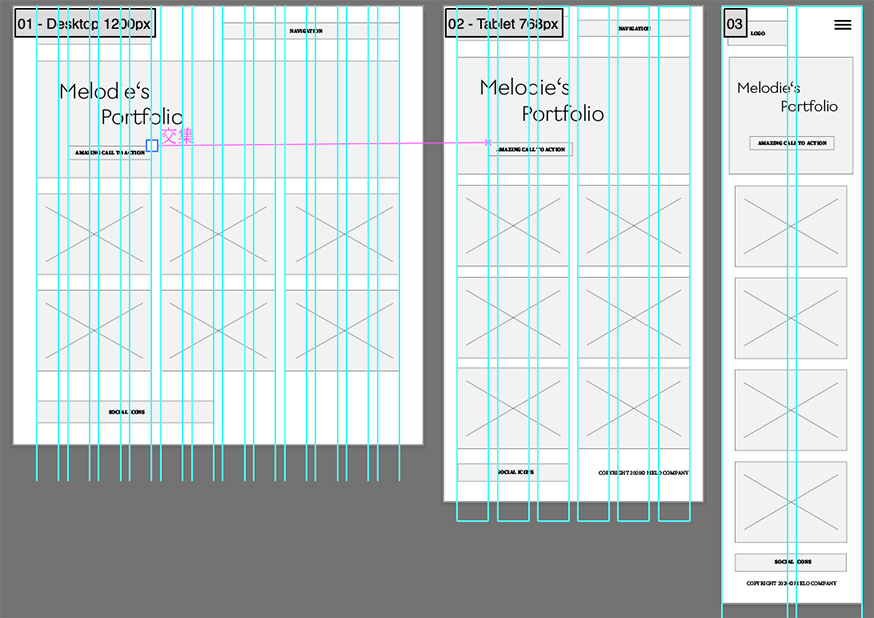 01 - Desktop 1200px
NAVIGATION
Melodie's
Portfolio
交集
AMAZING CALL TO ACTION
SOCIAL ICONS
02 - Tablet 768px
NAVIGATION
Melodie's
Portfolio
AMAZING CALL TO ACTION
SOCIAL ICONS
COPYRIGHT 2020© MELO COMPANY
03
LOGO
Melodie's
Portfolio
AMAZING CALL TO ACTION
SOCIAL ICONS
COPYRIGHT 2020© MELO COMPANY